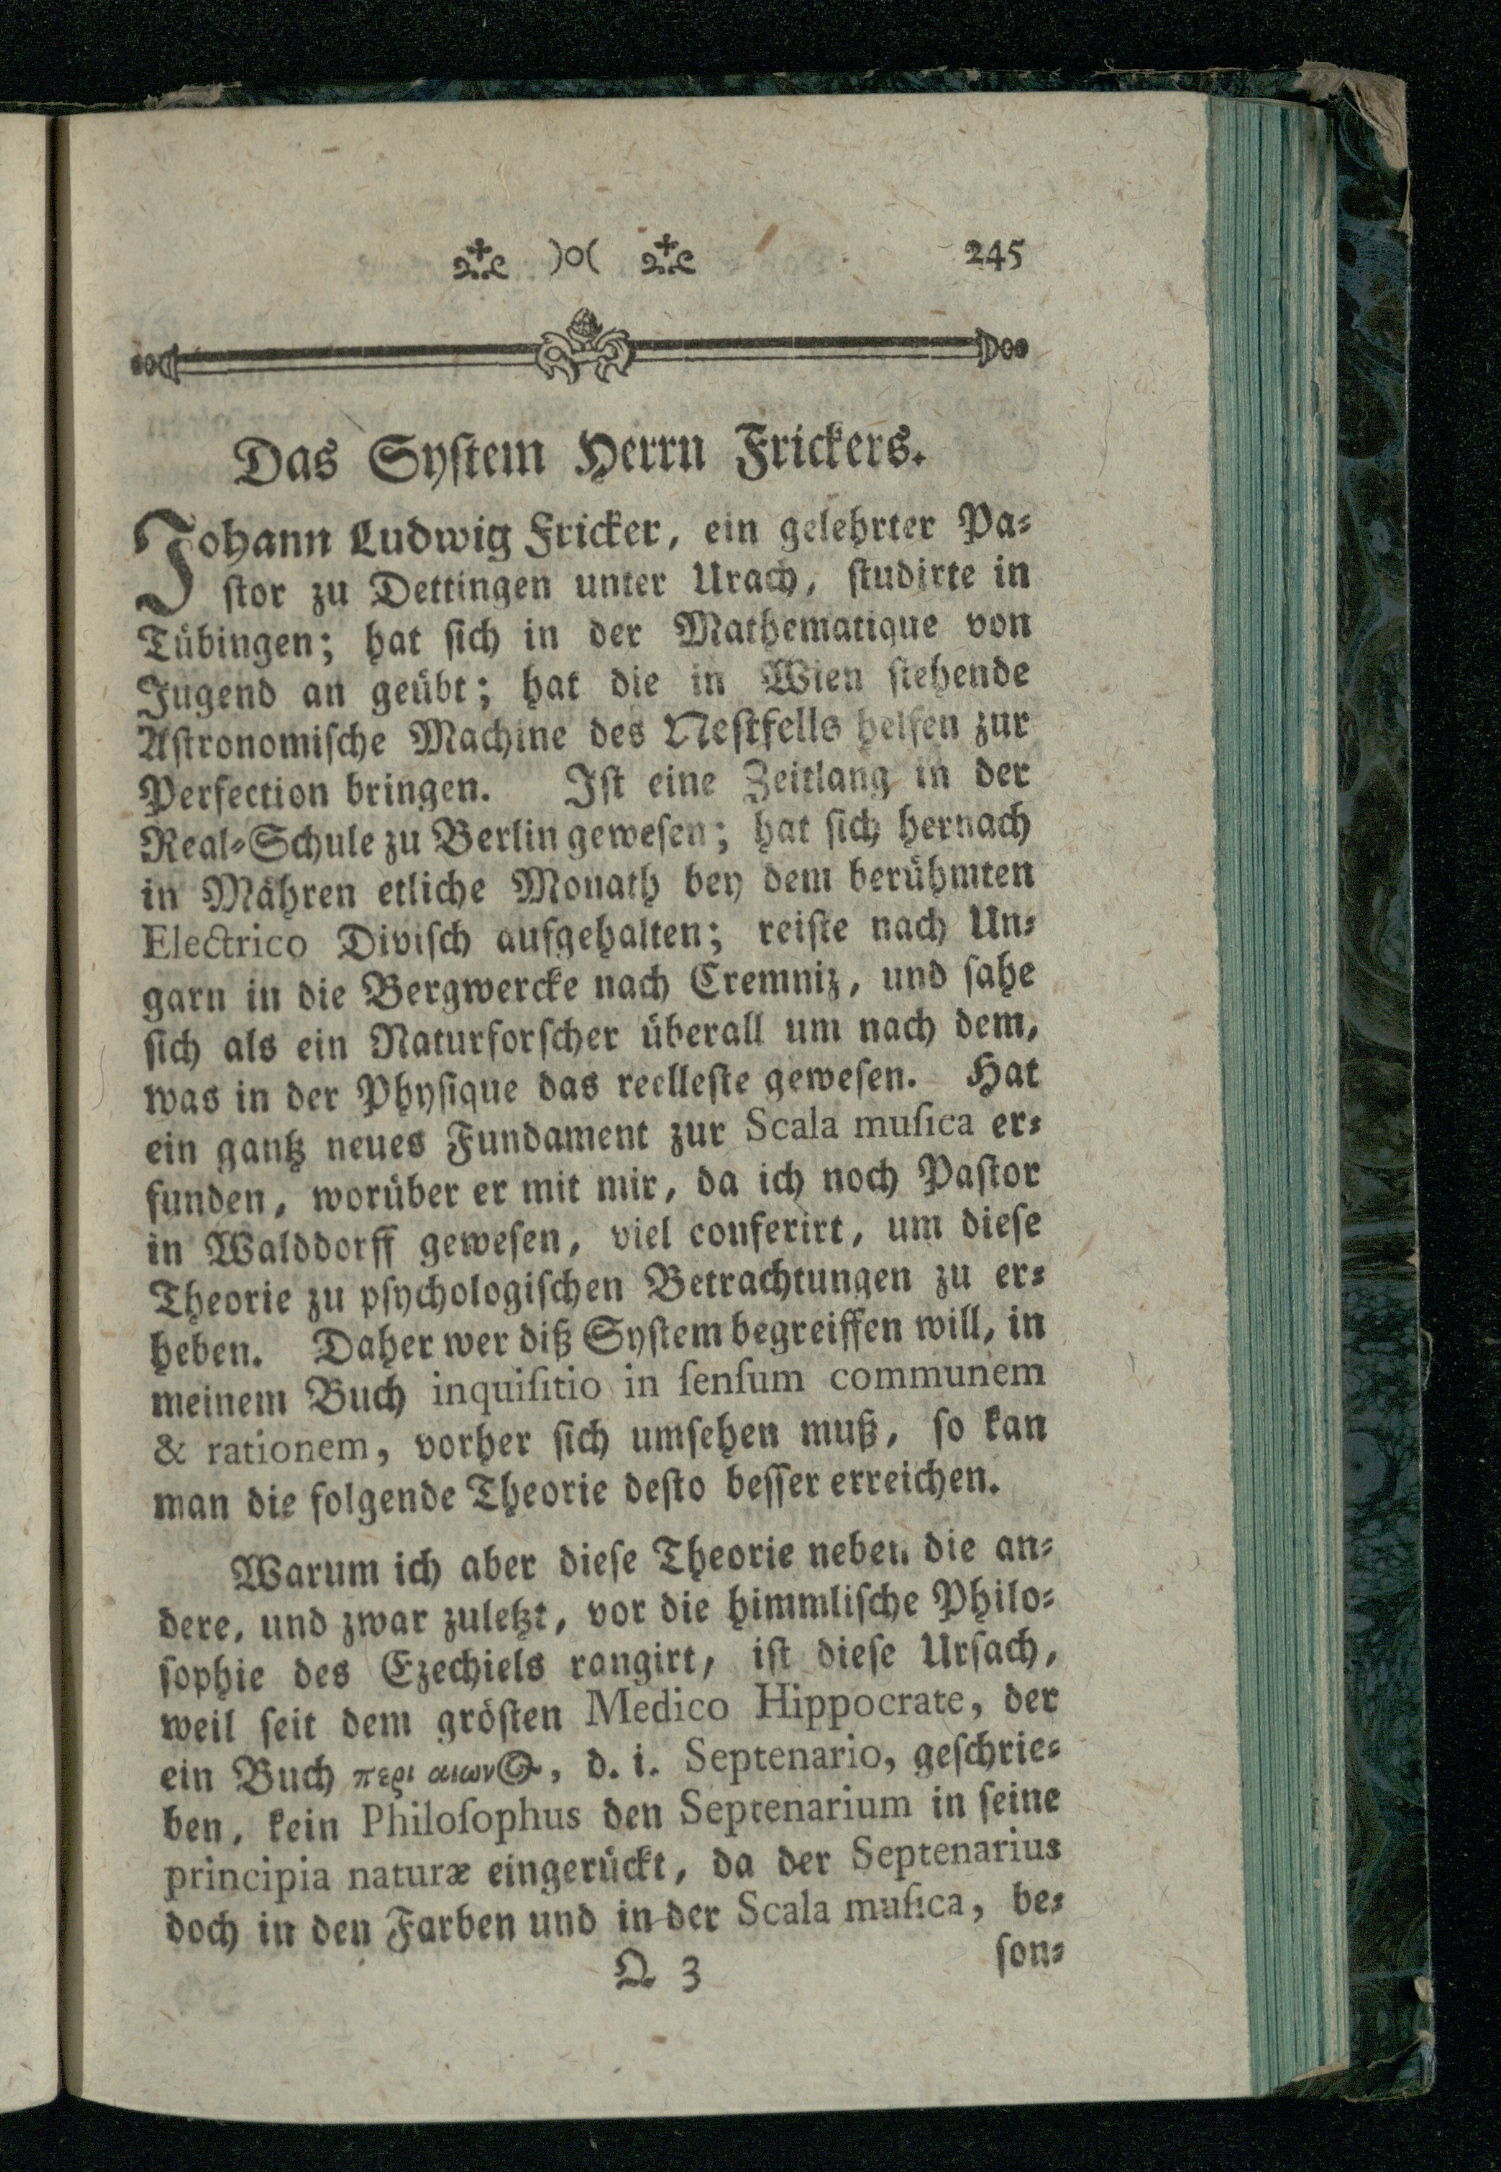 )o( 245
Das Syſtem Herrn Frickers.
Johann Ludwig Fricker, ein gelehrter Pa⸗
ſtor zu Dettingen unter Urach, ſtudirte in
Tübingen; hat ſich in der Mathematique von
Jugend an geübt; hat die in Wien ſtehende
Aſtronomiſche Machine des Neſtfells helfen zur
Perfection bringen. Iſt eine Zeitlang in der
Real⸗Schule zu Berlin geweſen; hat ſich hernach
in Mähren etliche Monath bey dem berühmten
Electrico Diviſch aufgehalten; reiſte nach Un⸗
garn in die Bergwercke nach Cremniz, und ſahe
ſich als ein Naturforſcher überall um nach dem,
was in der Phyſique das reelleſte geweſen. Hat
ein gantz neues Fundament zur Scala muſica er⸗
funden, worüber er mit mir, da ich noch Paſtor
in Walddorff geweſen, viel conferirt, um dieſe
Theorie zu pſychologiſchen Betrachtungen zu er⸗
heben. Daher wer diß Syſtem begreiffen will, in
meinem Buch inquiſitio in ſenſum communem
& rationem, vorher ſich umſehen muß, ſo kan
man die folgende Theorie deſto beſſer erreichen.
Warum ich aber dieſe Theorie neben die an⸗
dere, und zwar zuletzt, vor die himmliſche Philo⸗
ſophie des Ezechiels rangirt, iſt dieſe Urſach,
weil ſeit dem gröſten Medico Hippocrate, der
ein Buch περι αιωνος, d. i. Septenario, geſchrie⸗
ben, kein Philoſophus den Septenarium in ſeine
principia naturæ eingerückt, da der Septenarius
doch in den Farben und in der Scala muſica, be⸗
Q 3 ſon⸗